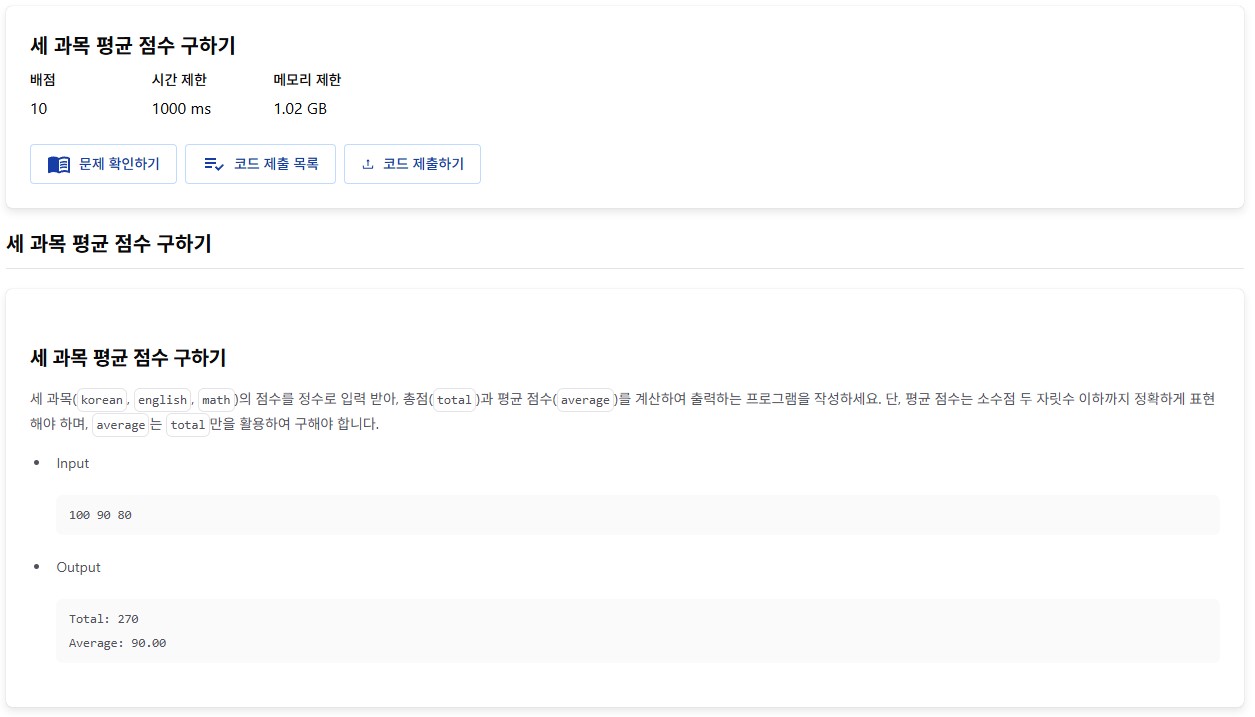 세 과목 평균 점수 구하기
배점 시간 제한 메모리 제한
10 1000 ms 1.02 GB
문제 확인하기 코드 제출 목록 코드 제출하기
세 과목 평균 점수 구하기
세 과목 평균 점수 구하기
세 과목(korean, english, math)의 점수를 정수로 입력 받아, 총점(total)과 평균 점수(average)를 계산하여 출력하는 프로그램을 작성하세요. 단, 평균 점수는 소수점 두 자릿수 이하까지 정확하게 표현
해야 하며, average는 total만을 활용하여 구해야 합니다.
Input
100 90 80
Output
Total: 270
Average: 90.00